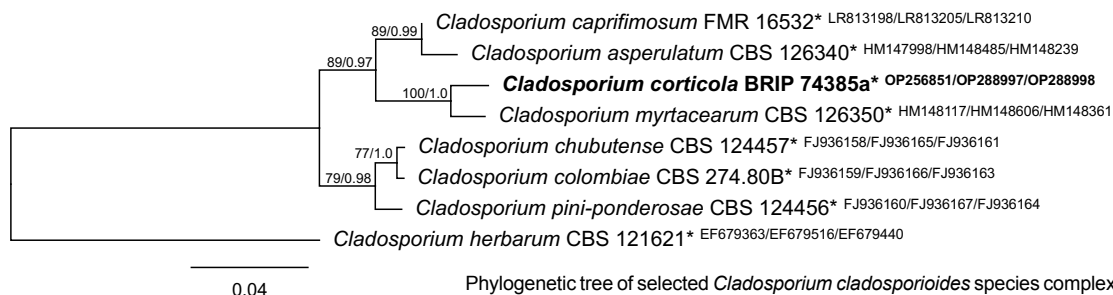 Cladosporium caprifimosum FMR 16532* LR813198/LR813205/LR813210
89/0.99
Cladosporium asperulatum CBS 126340* HM147998/HM148485/HM148239
89/0.97
Cladosporium corticola BRIP 74385a* OP256851/OP288997/OP288998
100/1.0
Cladosporium myrtacearum CBS 126350* HM148117/HM148606/HM148361
Cladosporium chubutense CBS 124457* FJ936158/FJ936165/FJ936161
77/1.0
Cladosporium colombiae CBS 274.80B* FJ936159/FJ936166/FJ936163
79/0.98
Cladosporium pini-ponderosae CBS 124456* FJ936160/FJ936167/FJ936164
Cladosporium herbarum CBS 121621* EF679363/EF679516/EF679440
0.04
Phylogenetic tree of selected Cladosporium cladosporioides species complex